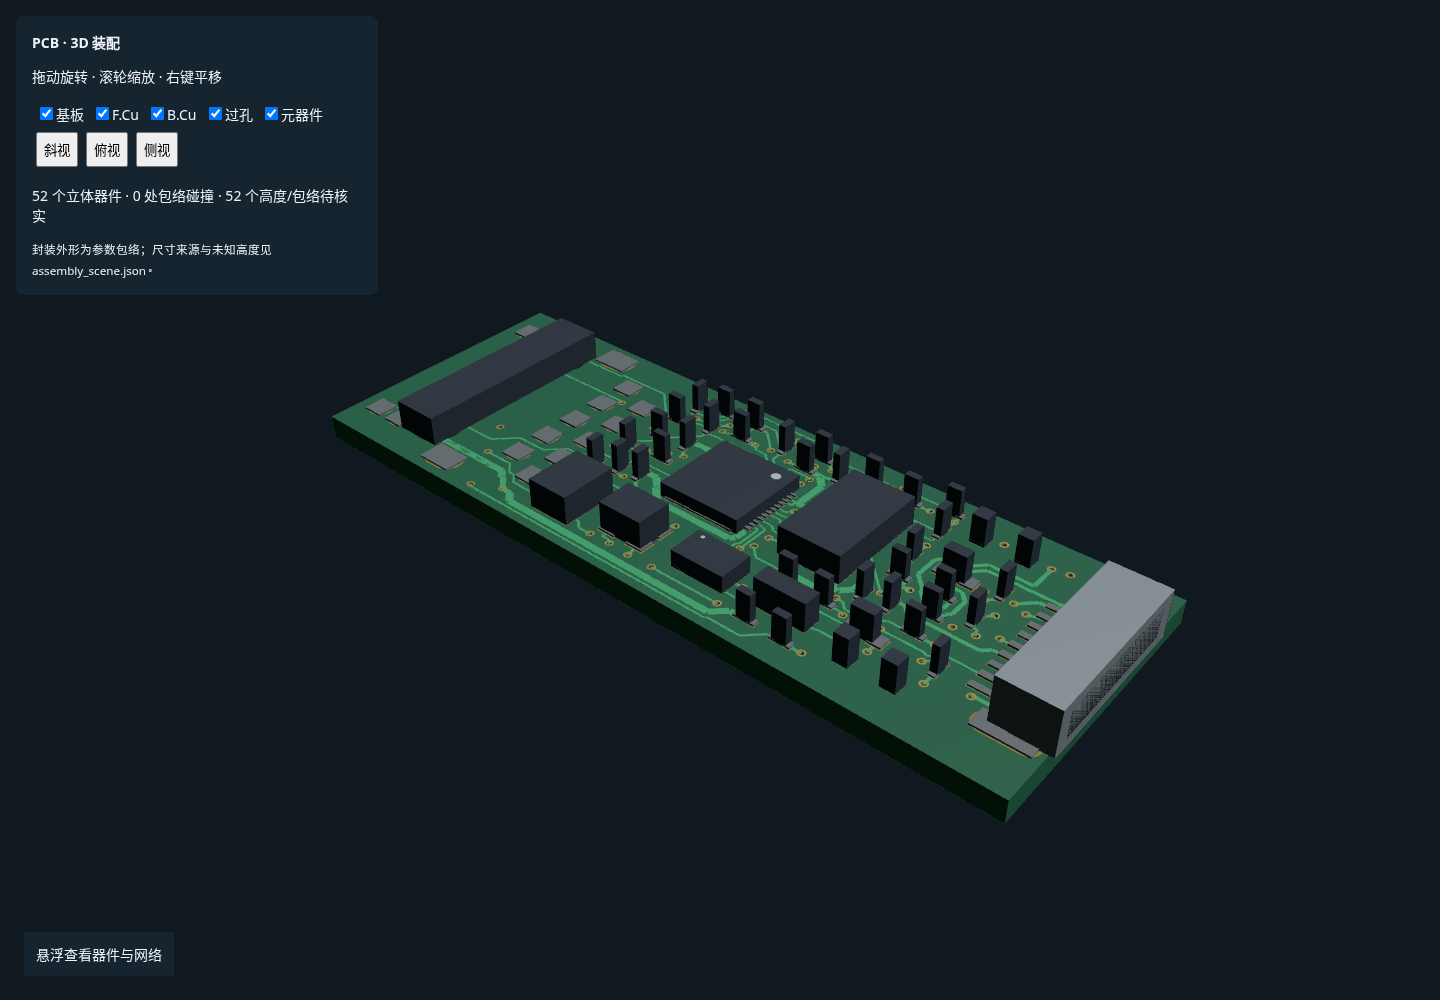 PCB · 3D 装配
拖动旋转 · 滚轮缩放 · 右键平移
基板 F.Cu B.Cu 过孔 元器件
斜视 俯视 侧视
52 个立体器件 · 0 处包络碰撞 · 52 个高度/包络待核
实
封装外形为参数包络；尺寸来源与未知高度见
assembly_scene.json。
悬浮查看器件与网络